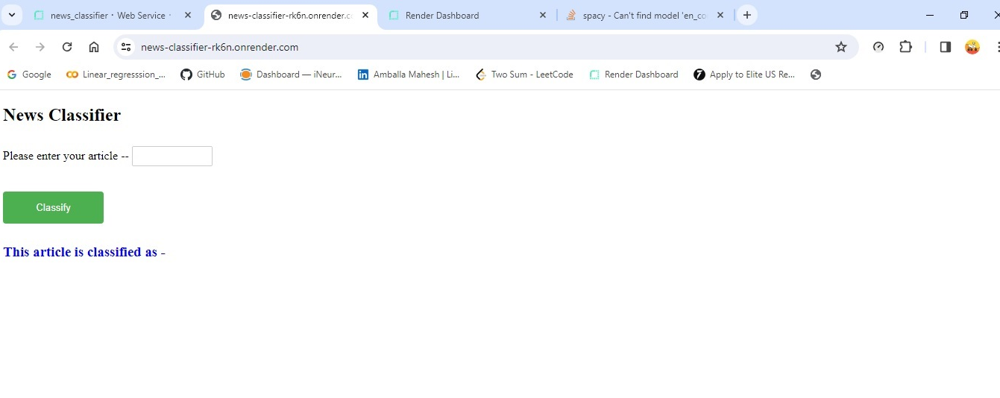 news_classifier · Web Service ·
news-classifier-rk6n.onrender.c
Render Dashboard
spacy - Can't find model 'en_co
news-classifier-rk6n.onrender.com
Google
Linear_regresssion_...
GitHub
Dashboard — iNeur...
Amballa Mahesh | Li...
Two Sum - LeetCode
Render Dashboard
Apply to Elite US Re...
News Classifier
Please enter your article --
Classify
This article is classified as -